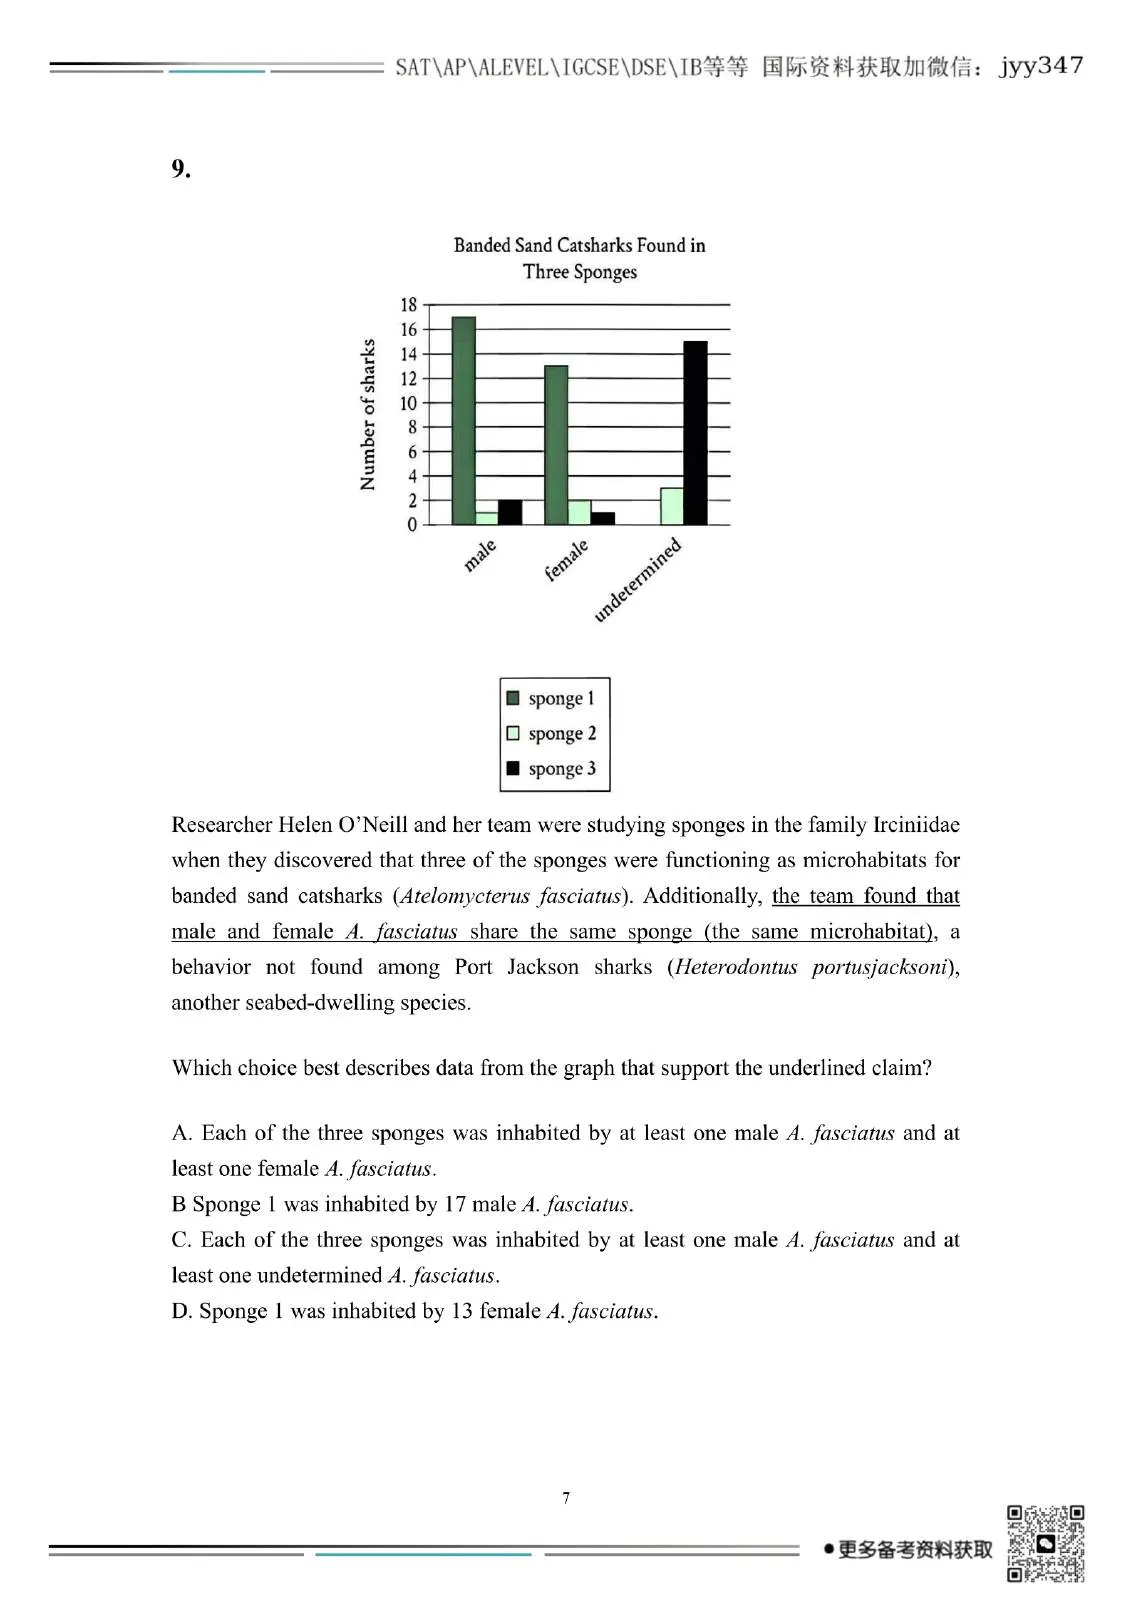 SAT\AP\ALEVEL\IGCSE\DSE\IB等等 国际资料获取加微信：jyy347
9.
Banded Sand Catsharks Found in
Three Sponges
Number of sharks
18
16
14
12
10
8
6
4
2
0
male
female
undetermined
sponge 1
sponge 2
sponge 3
Researcher Helen O’Neill and her team were studying sponges in the family Irciniidae
when they discovered that three of the sponges were functioning as microhabitats for
banded sand catsharks (Atelomycterus fasciatus). Additionally, the team found that
male and female A. fasciatus share the same sponge (the same microhabitat), a
behavior not found among Port Jackson sharks (Heterodontus portusjacksoni),
another seabed-dwelling species.
Which choice best describes data from the graph that support the underlined claim?
A. Each of the three sponges was inhabited by at least one male A. fasciatus and at
least one female A. fasciatus.
B Sponge 1 was inhabited by 17 male A. fasciatus.
C. Each of the three sponges was inhabited by at least one male A. fasciatus and at
least one undetermined A. fasciatus.
D. Sponge 1 was inhabited by 13 female A. fasciatus.
7
●更多备考资料获取